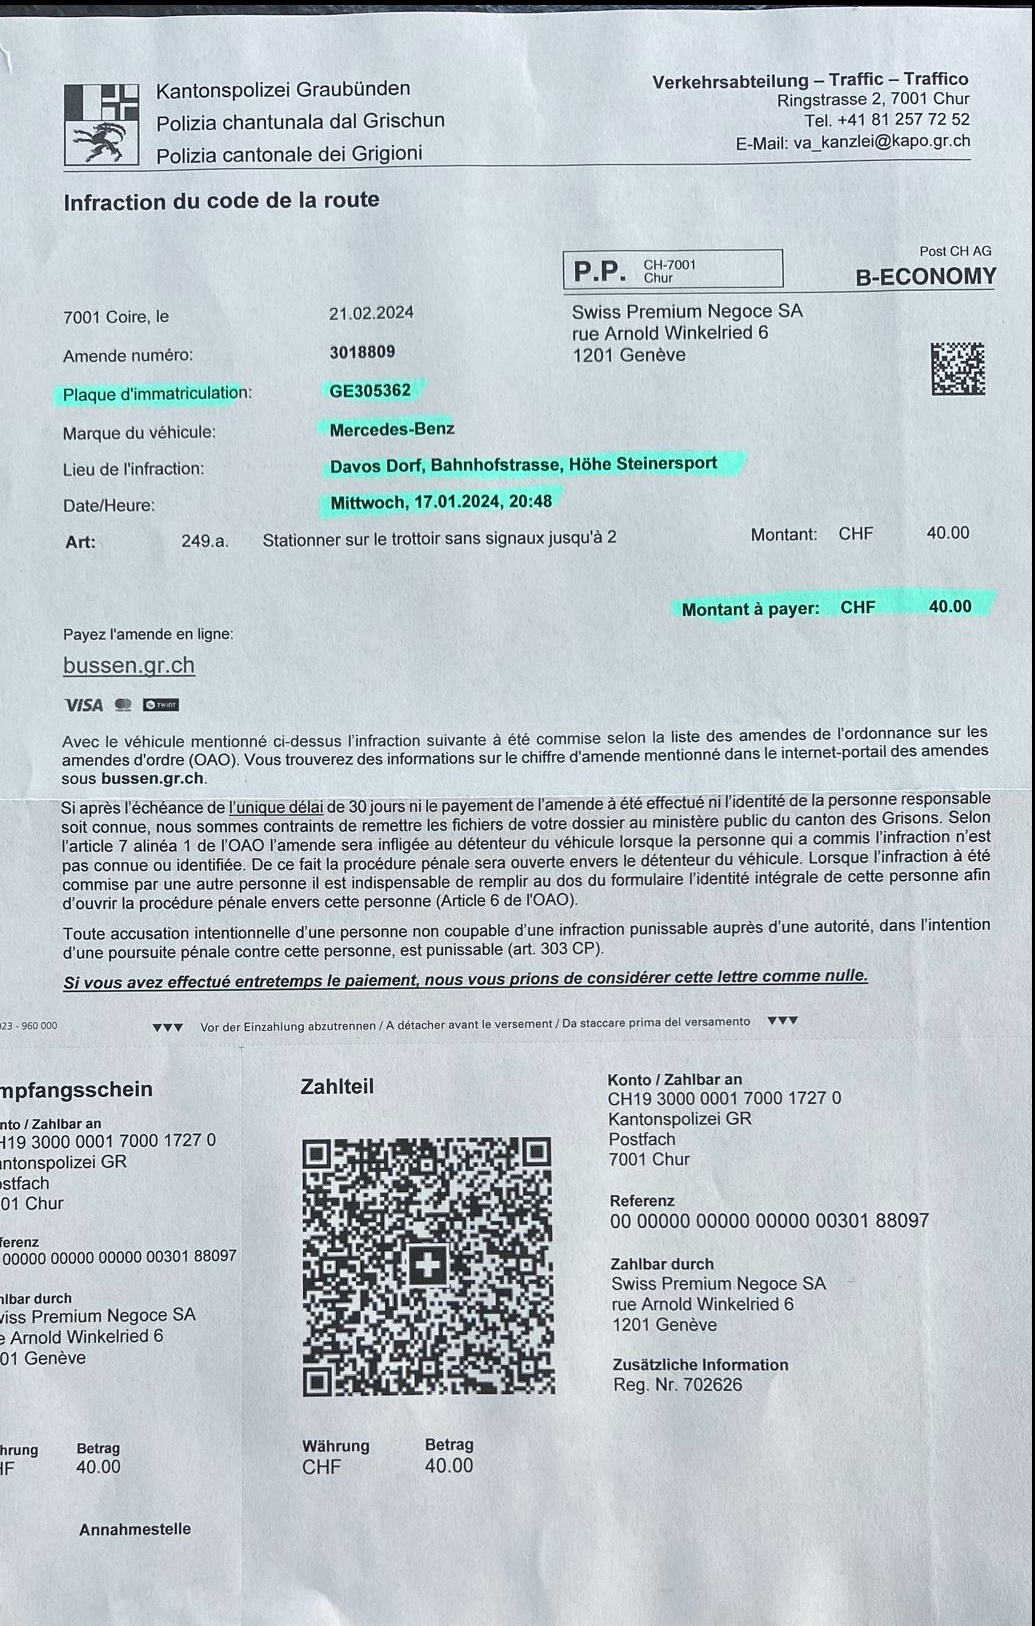 Kantonspolizei Graubünden
Polizia chantunala dal Grischun
Polizia cantonale dei Grigioni
Verkehrsabteilung – Traffic – Traffico
Ringstrasse 2, 7001 Chur
Tel. +41 81 257 72 52
E-Mail: va_kanzlei@kapo.gr.ch
Infraction du code de la route
P.P. CH-7001 Chur
Post CH AG
B-ECONOMY
Swiss Premium Negoce SA
rue Arnold Winkelried 6
1201 Genève
7001 Coire, le 21.02.2024
Amende numéro: 3018809
Plaque d'immatriculation: GE305362
Marque du véhicule: Mercedes-Benz
Lieu de l'infraction: Davos Dorf, Bahnhofstrasse, Höhe Steinersport
Date/Heure: Mittwoch, 17.01.2024, 20:48
Art: 249.a. Stationner sur le trottoir sans signaux jusqu'à 2 Montant: CHF 40.00
Montant à payer: CHF 40.00
Payez l'amende en ligne:
bussen.gr.ch
VISA TWINT
Avec le véhicule mentionné ci-dessus l'infraction suivante à été commise selon la liste des amendes de l'ordonnance sur les
amendes d'ordre (OAO). Vous trouverez des informations sur le chiffre d'amende mentionné dans le internet-portail des amendes
sous bussen.gr.ch.
Si après l'échéance de l'unique délai de 30 jours ni le payement de l'amende à été effectué ni l'identité de la personne responsable
soit connue, nous sommes contraints de remettre les fichiers de votre dossier au ministère public du canton des Grisons. Selon
l'article 7 alinéa 1 de l'OAO l'amende sera infligée au détenteur du véhicule lorsque la personne qui a commis l'infraction n'est
pas connue ou identifiée. De ce fait la procédure pénale sera ouverte envers le détenteur du véhicule. Lorsque l'infraction à été
commise par une autre personne il est indispensable de remplir au dos du formulaire l'identité intégrale de cette personne afin
d'ouvrir la procédure pénale envers cette personne (Article 6 de l'OAO).
Toute accusation intentionnelle d'une personne non coupable d'une infraction punissable auprès d'une autorité, dans l'intention
d'une poursuite pénale contre cette personne, est punissable (art. 303 CP).
Si vous avez effectué entretemps le paiement, nous vous prions de considérer cette lettre comme nulle.
023 - 960 000
Vor der Einzahlung abzutrennen / A détacher avant le versement / Da staccare prima del versamento
mpfangsschein
nto / Zahlbar an
H19 3000 0001 7000 1727 0
antonspolizei GR
ostfach
01 Chur
ferenz
00000 00000 00000 00301 88097
hlbar durch
wiss Premium Negoce SA
e Arnold Winkelried 6
01 Genève
hrung Betrag
HF 40.00
Annahmestelle
Zahlteil
Währung Betrag
CHF 40.00
Konto / Zahlbar an
CH19 3000 0001 7000 1727 0
Kantonspolizei GR
Postfach
7001 Chur
Referenz
00 00000 00000 00000 00301 88097
Zahlbar durch
Swiss Premium Negoce SA
rue Arnold Winkelried 6
1201 Genève
Zusätzliche Information
Reg. Nr. 702626